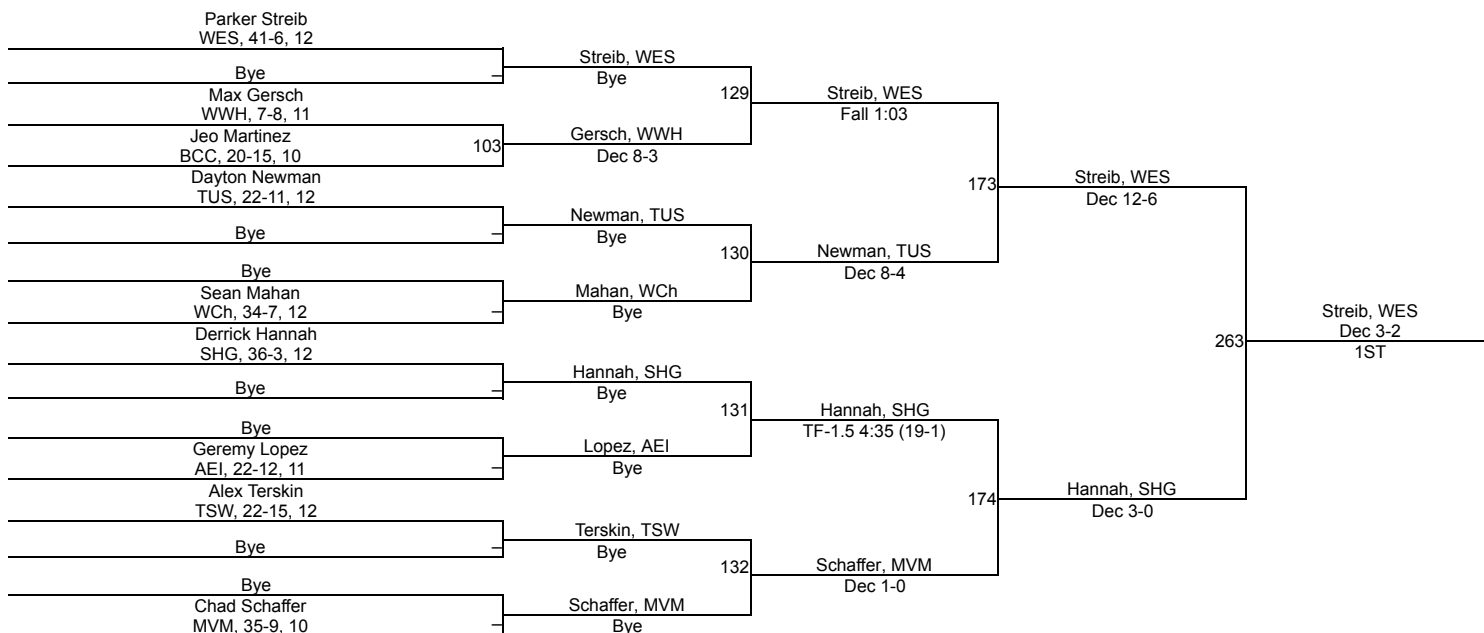 Parker Streib
WES, 41-6, 12
Bye
Max Gersch
WWH, 7-8, 11
Jeo Martinez
BCC, 20-15, 10
Dayton Newman
TUS, 22-11, 12
Bye
Bye
Sean Mahan
WCh, 34-7, 12
Derrick Hannah
SHG, 36-3, 12
Bye
Bye
Geremy Lopez
AEI, 22-12, 11
Alex Terskin
TSW, 22-15, 12
Bye
Bye
Chad Schaffer
MVM, 35-9, 10
103
Streib, WES
Bye
Gersch, WWH
Dec 8-3
Newman, TUS
Bye
Mahan, WCh
Bye
Hannah, SHG
Bye
Lopez, AEI
Bye
Terskin, TSW
Bye
Schaffer, MVM
Bye
129
130
131
132
Streib, WES
Fall 1:03
Newman, TUS
Dec 8-4
Hannah, SHG
TF-1.5 4:35 (19-1)
Schaffer, MVM
Dec 1-0
173
174
Streib, WES
Dec 12-6
Hannah, SHG
Dec 3-0
263
Streib, WES
Dec 3-2
1ST